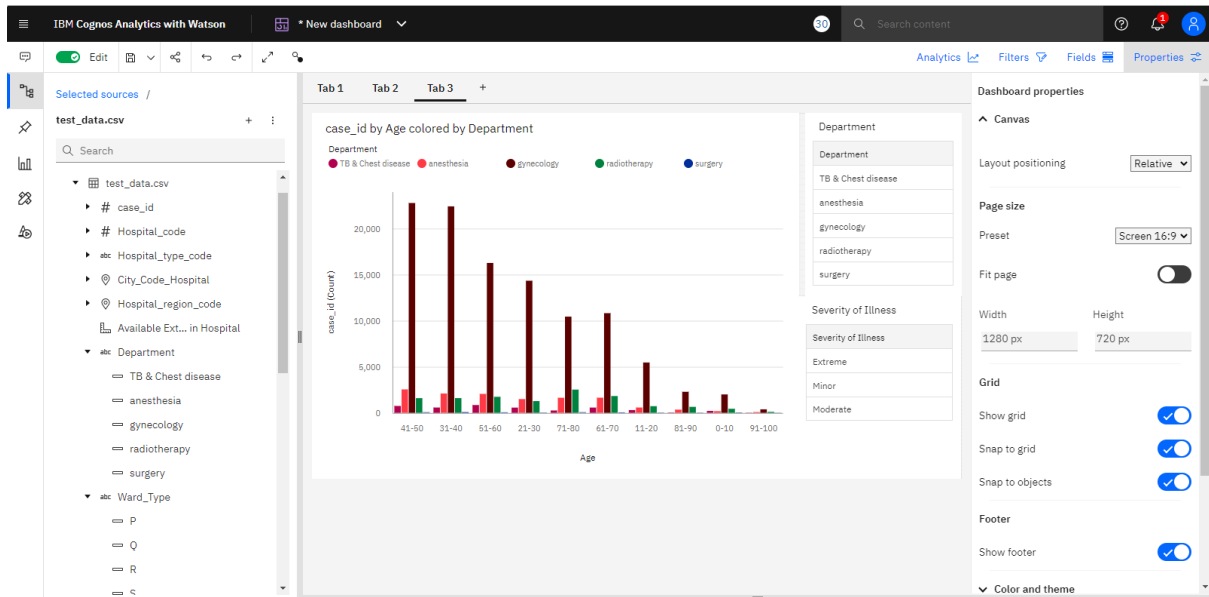 IBM Cognos Analytics with Watson
* New dashboard
30
Search content
1
Edit
Analytics
Filters
Fields
Properties
Selected sources /
test_data.csv
Search
test_data.csv
# case_id
# Hospital_code
abc Hospital_type_code
City_Code_Hospital
Hospital_region_code
Available Ext... in Hospital
abc Department
TB & Chest disease
anesthesia
gynecology
radiotherapy
surgery
abc Ward_Type
P
Q
R
S
Tab 1 Tab 2 Tab 3 +
case_id by Age colored by Department
Department
TB & Chest disease anesthesia gynecology radiotherapy surgery
case_id (Count)
20,000
15,000
10,000
5,000
0
41-50 31-40 51-60 21-30 71-80 61-70 11-20 81-90 0-10 91-100
Age
Department
Department
TB & Chest disease
anesthesia
gynecology
radiotherapy
surgery
Severity of Illness
Severity of Illness
Extreme
Minor
Moderate
Dashboard properties
Canvas
Layout positioning Relative
Page size
Preset Screen 16:9
Fit page
Width Height
1280 px 720 px
Grid
Show grid
Snap to grid
Snap to objects
Footer
Show footer
Color and theme